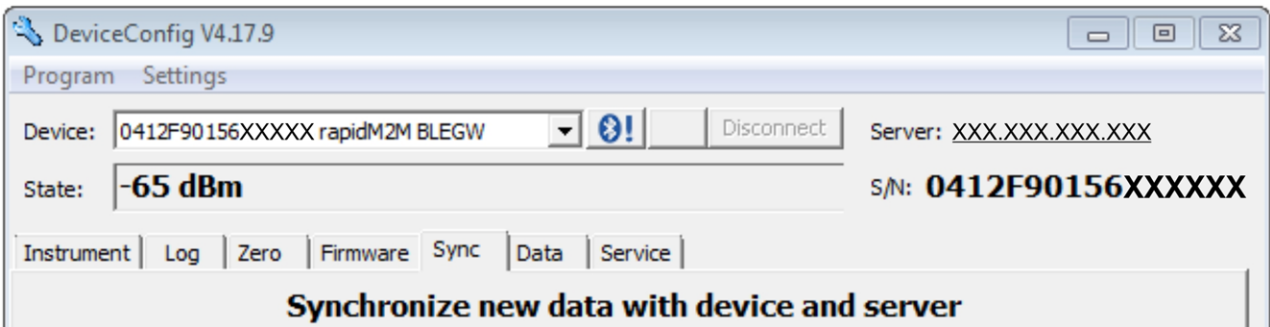 DeviceConfig V4.17.9
Program Settings
Device: 0412F90156XXXXX rapidM2M BLEGW ! Disconnect Server: XXX.XXX.XXX.XXX
State: -65 dBm S/N: 0412F90156XXXXXX
Instrument Log Zero Firmware Sync Data Service
Synchronize new data with device and server